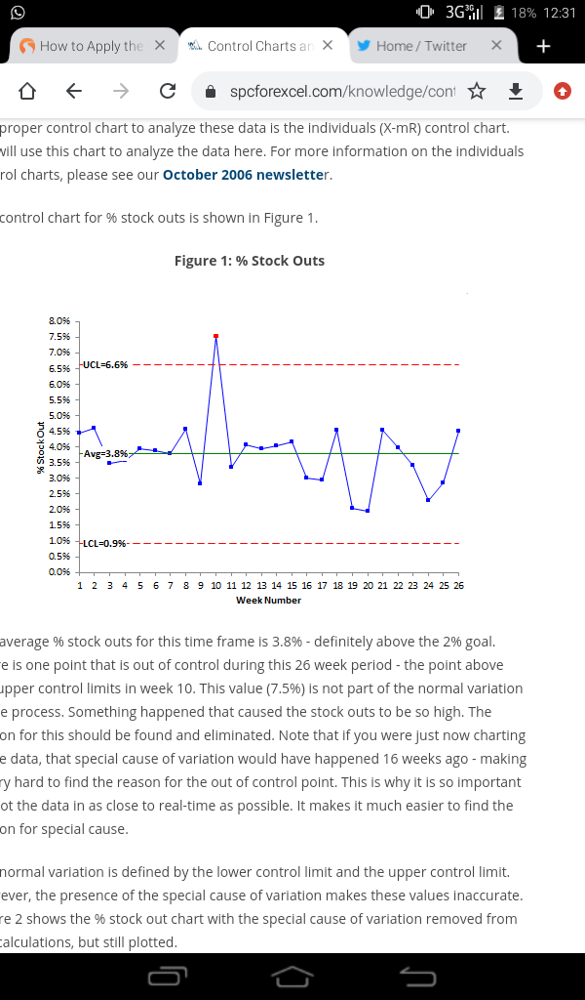 3G 3G 18% 12:31
How to Apply the
Control Charts an
Home / Twitter
spcforexcel.com/knowledge/cont
proper control chart to analyze these data is the individuals (X-mR) control chart.
will use this chart to analyze the data here. For more information on the individuals
rol charts, please see our October 2006 newsletter.
control chart for % stock outs is shown in Figure 1.
Figure 1: % Stock Outs
8.0%
7.5%
7.0%
UCL=6.6%
6.5%
6.0%
5.5%
5.0%
4.5%
4.0%
Avg=3.8%
3.5%
3.0%
2.5%
2.0%
1.5%
1.0%
LCL=0.9%
0.5%
0.0%
% Stock Out
1 2 3 4 5 6 7 8 9 10 11 12 13 14 15 16 17 18 19 20 21 22 23 24 25 26
Week Number
average % stock outs for this time frame is 3.8% - definitely above the 2% goal.
re is one point that is out of control during this 26 week period - the point above
upper control limits in week 10. This value (7.5%) is not part of the normal variation
e process. Something happened that caused the stock outs to be so high. The
on for this should be found and eliminated. Note that if you were just now charting
e data, that special cause of variation would have happened 16 weeks ago - making
ry hard to find the reason for the out of control point. This is why it is so important
ot the data in as close to real-time as possible. It makes it much easier to find the
on for special cause.
normal variation is defined by the lower control limit and the upper control limit.
ever, the presence of the special cause of variation makes these values inaccurate.
re 2 shows the % stock out chart with the special cause of variation removed from
calculations, but still plotted.